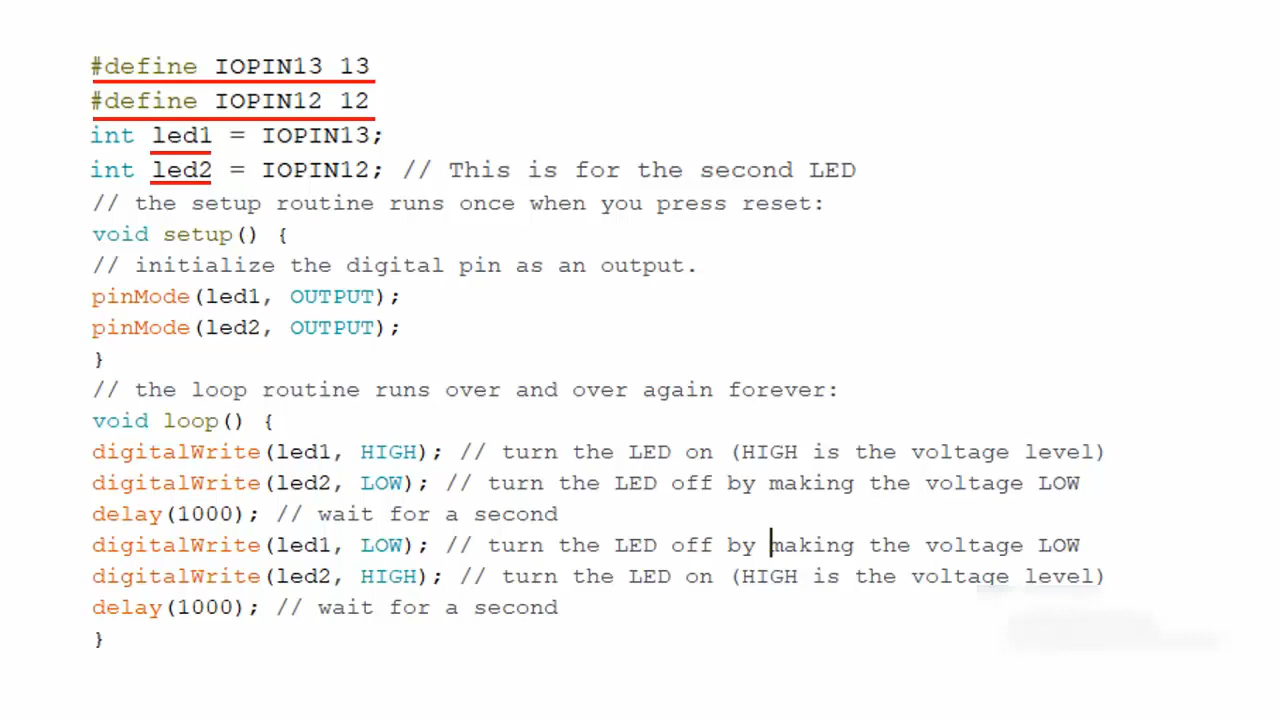 #define IOPIN13 13
#define IOPIN12 12
int led1 = IOPIN13;
int led2 = IOPIN12; // This is for the second LED
// the setup routine runs once when you press reset:
void setup() {
// initialize the digital pin as an output.
pinMode(led1, OUTPUT);
pinMode(led2, OUTPUT);
}
// the loop routine runs over and over again forever:
void loop() {
digitalWrite(led1, HIGH); // turn the LED on (HIGH is the voltage level)
digitalWrite(led2, LOW); // turn the LED off by making the voltage LOW
delay(1000); // wait for a second
digitalWrite(led1, LOW); // turn the LED off by making the voltage LOW
digitalWrite(led2, HIGH); // turn the LED on (HIGH is the voltage level)
delay(1000); // wait for a second
}